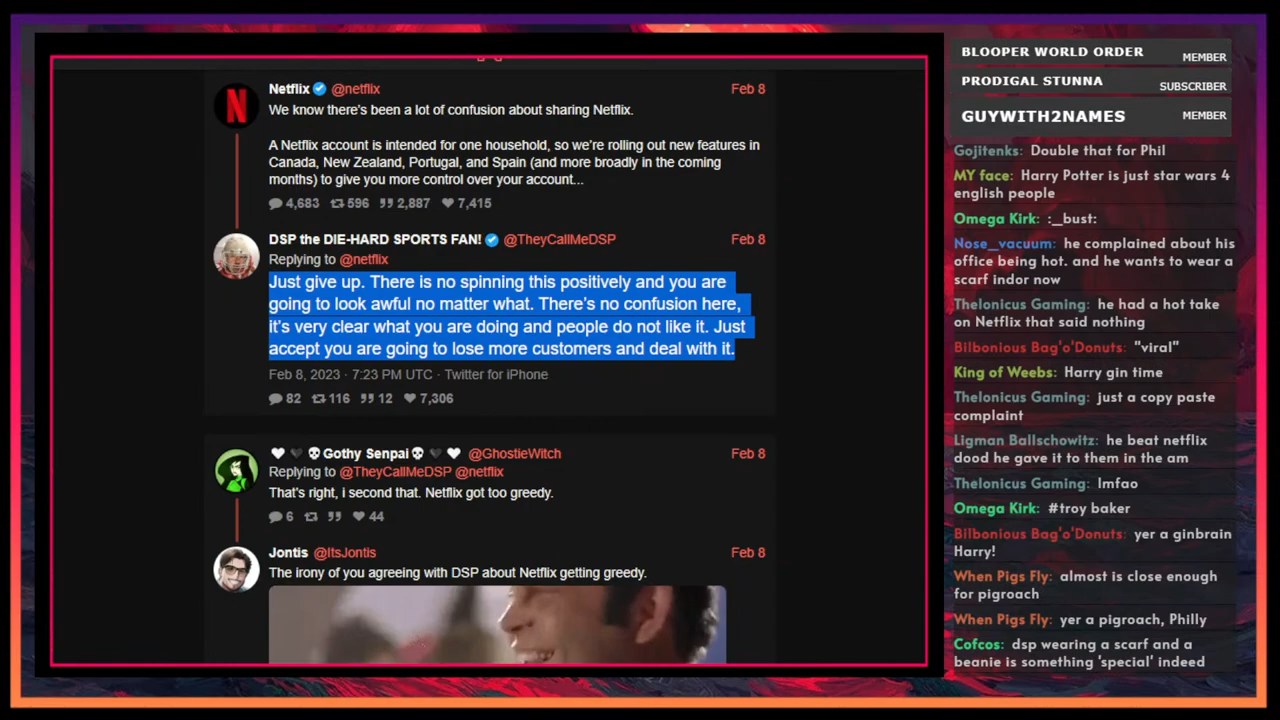 Netflix @netflix Feb 8
We know there's been a lot of confusion about sharing Netflix.
A Netflix account is intended for one household, so we're rolling out new features in
Canada, New Zealand, Portugal, and Spain (and more broadly in the coming
months) to give you more control over your account...
4,683 596 2,887 7,415
DSP the DIE-HARD SPORTS FAN! @TheyCallMeDSP Feb 8
Replying to @netflix
Just give up. There is no spinning this positively and you are
going to look awful no matter what. There's no confusion here,
it's very clear what you are doing and people do not like it. Just
accept you are going to lose more customers and deal with it.
Feb 8, 2023 · 7:23 PM UTC · Twitter for iPhone
82 116 12 7,306
🤍 🖤 💀Gothy Senpai💀 🖤 🤍 @GhostieWitch Feb 8
Replying to @TheyCallMeDSP @netflix
That's right, i second that. Netflix got too greedy.
6 44
Jontis @ItsJontis Feb 8
The irony of you agreeing with DSP about Netflix getting greedy.
BLOOPER WORLD ORDER MEMBER
PRODIGAL STUNNA SUBSCRIBER
GUYWITH2NAMES MEMBER
Gojitenks: Double that for Phil
MY face: Harry Potter is just star wars 4
english people
Omega Kirk: :_bust:
Nose_vacuum: he complained about his
office being hot. and he wants to wear a
scarf indor now
Thelonicus Gaming: he had a hot take
on Netflix that said nothing
Bilbonious Bag'o'Donuts: "viral"
King of Weebs: Harry gin time
Thelonicus Gaming: just a copy paste
complaint
Ligman Ballschowitz: he beat netflix
dood he gave it to them in the am
Thelonicus Gaming: lmfao
Omega Kirk: #troy baker
Bilbonious Bag'o'Donuts: yer a ginbrain
Harry!
When Pigs Fly: almost is close enough
for pigroach
When Pigs Fly: yer a pigroach, Philly
Cofcos: dsp wearing a scarf and a
beanie is something 'special' indeed